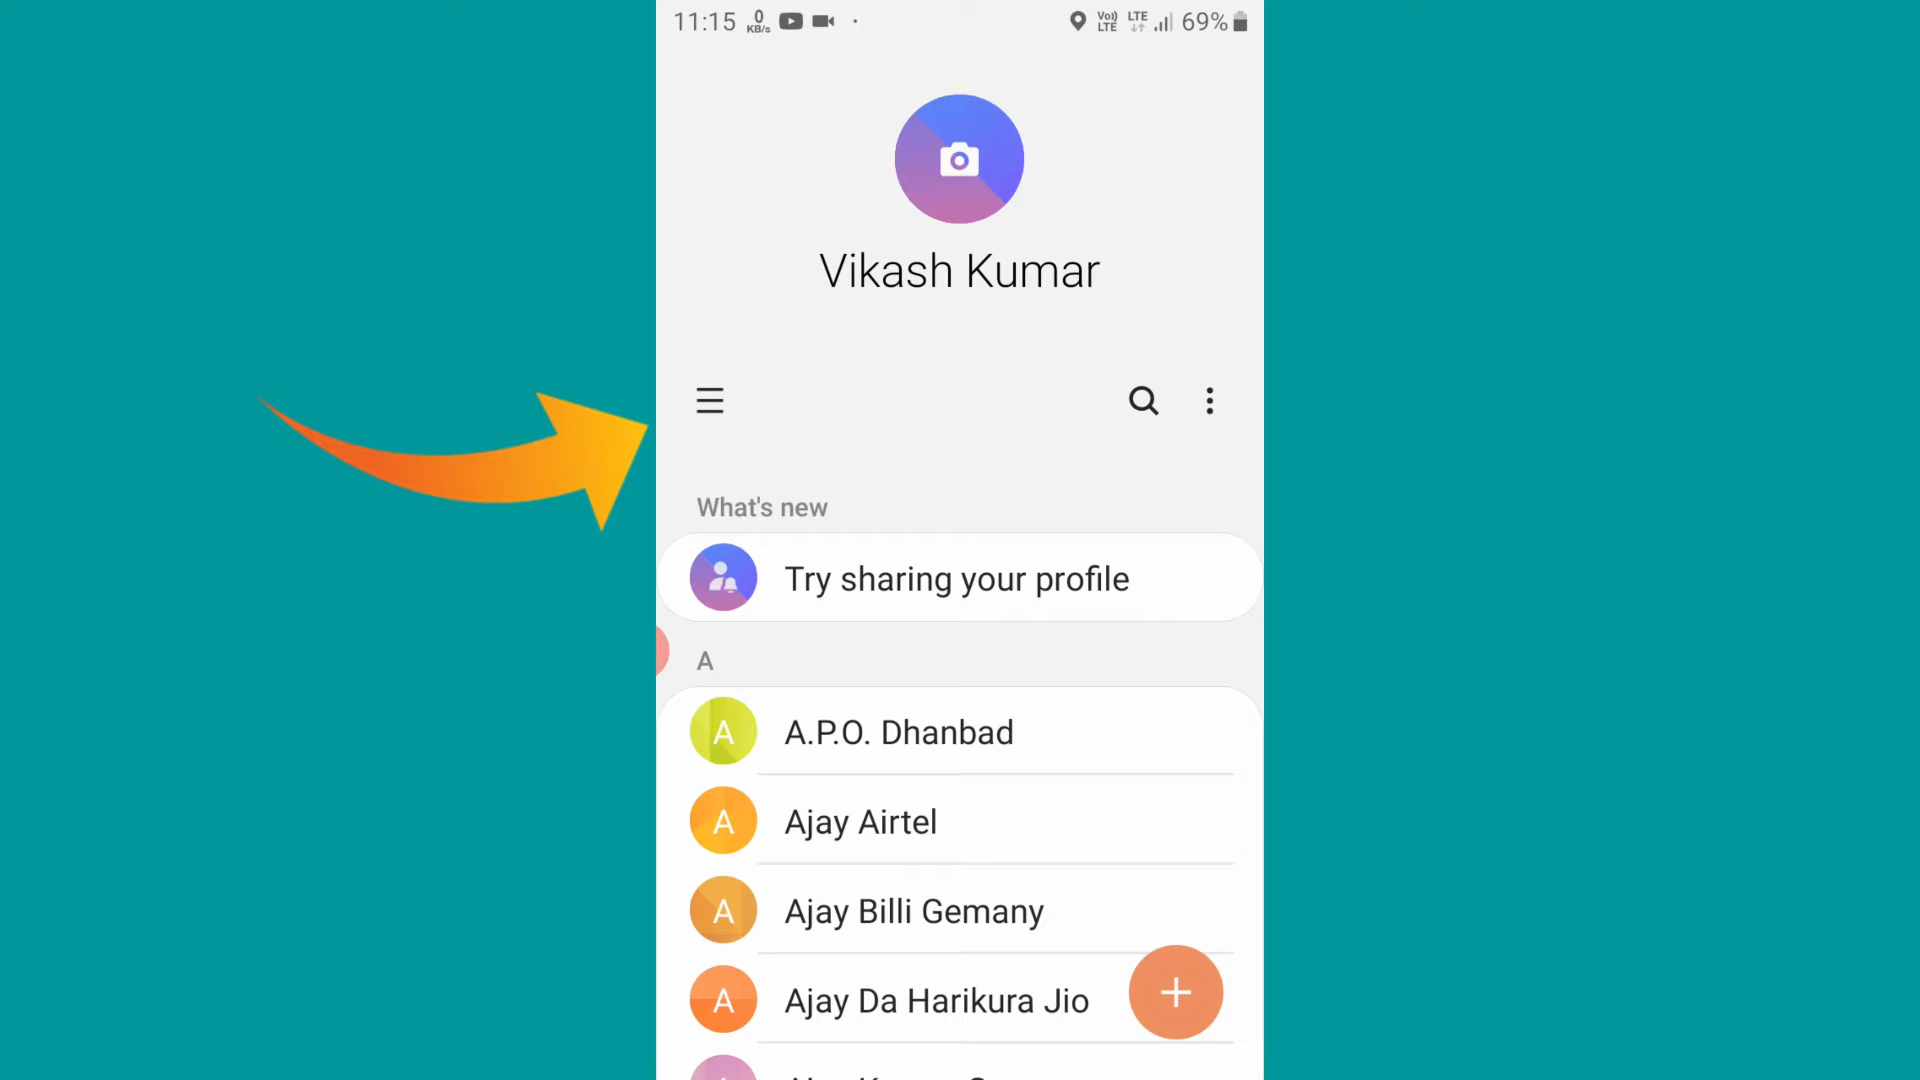 11:15 0 KB/s Vo)) LTE LTE 69%
Vikash Kumar
What's new
Try sharing your profile
A
A A.P.O. Dhanbad
A Ajay Airtel
A Ajay Billi Gemany
A Ajay Da Harikura Jio